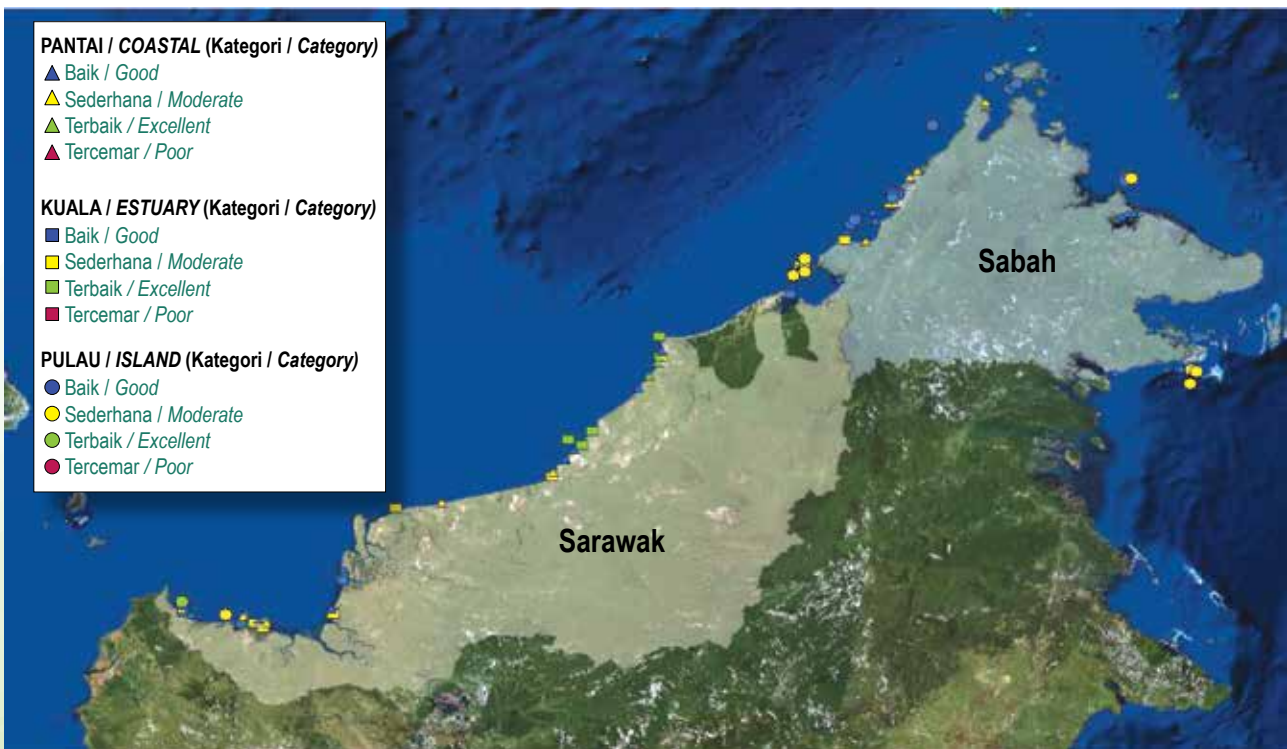 PANTAI / COASTAL (Kategori / Category)
Baik / Good
Sederhana / Moderate
Terbaik / Excellent
Tercemar / Poor
KUALA / ESTUARY (Kategori / Category)
Baik / Good
Sederhana / Moderate
Terbaik / Excellent
Tercemar / Poor
PULAU / ISLAND (Kategori / Category)
Baik / Good
Sederhana / Moderate
Terbaik / Excellent
Tercemar / Poor
Sabah
Sarawak